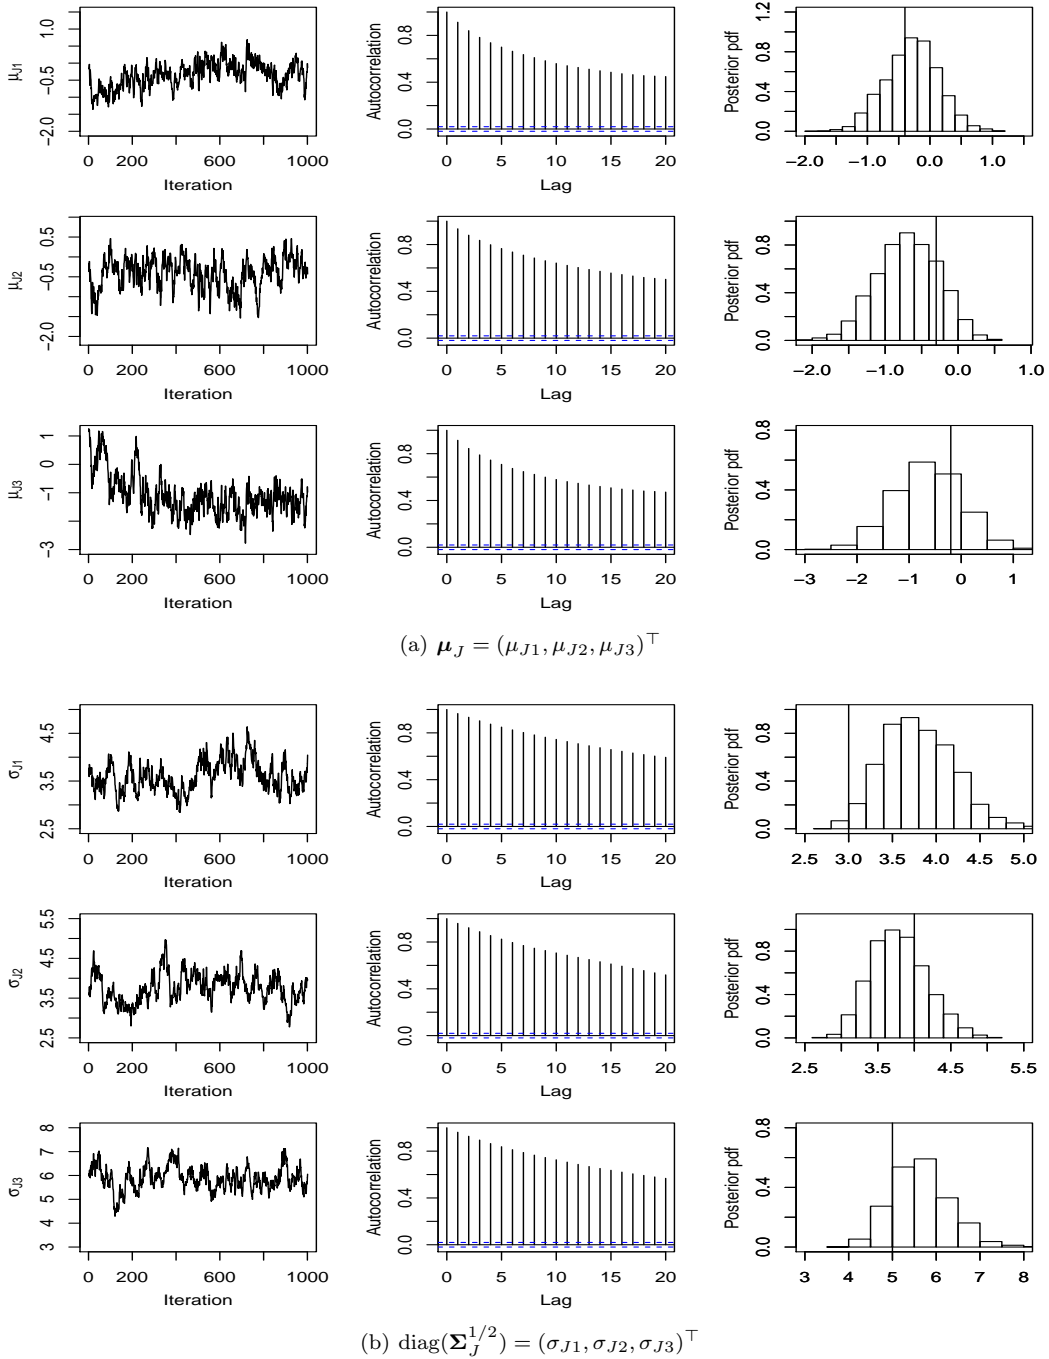 μJ1
−2.0 −0.5 1.0
0 200 600 1000
Iteration
Autocorrelation
0.0 0.4 0.8
0 5 10 15 20
Lag
Posterior pdf
0.0 0.4 0.8 1.2
−2.0 −1.0 0.0 1.0
μJ2
−2.0 −0.5 0.5
0 200 600 1000
Iteration
Autocorrelation
0.0 0.4 0.8
0 5 10 15 20
Lag
Posterior pdf
0.0 0.4 0.8
−2.0 −1.0 0.0 1.0
μJ3
−3 −1 0 1
0 200 600 1000
Iteration
Autocorrelation
0.0 0.4 0.8
0 5 10 15 20
Lag
Posterior pdf
0.0 0.4 0.8
−3 −2 −1 0 1
(a) μJ = (μJ1, μJ2, μJ3)⊤
σJ1
2.5 3.5 4.5
0 200 600 1000
Iteration
Autocorrelation
0.0 0.4 0.8
0 5 10 15 20
Lag
Posterior pdf
0.0 0.4 0.8
2.5 3.0 3.5 4.0 4.5 5.0
σJ2
2.5 3.5 4.5 5.5
0 200 600 1000
Iteration
Autocorrelation
0.0 0.4 0.8
0 5 10 15 20
Lag
Posterior pdf
0.0 0.4 0.8
2.5 3.5 4.5 5.5
σJ3
3 4 5 6 7 8
0 200 600 1000
Iteration
Autocorrelation
0.0 0.4 0.8
0 5 10 15 20
Lag
Posterior pdf
0.0 0.4 0.8
3 4 5 6 7 8
(b) diag(ΣJ^1/2) = (σJ1, σJ2, σJ3)⊤